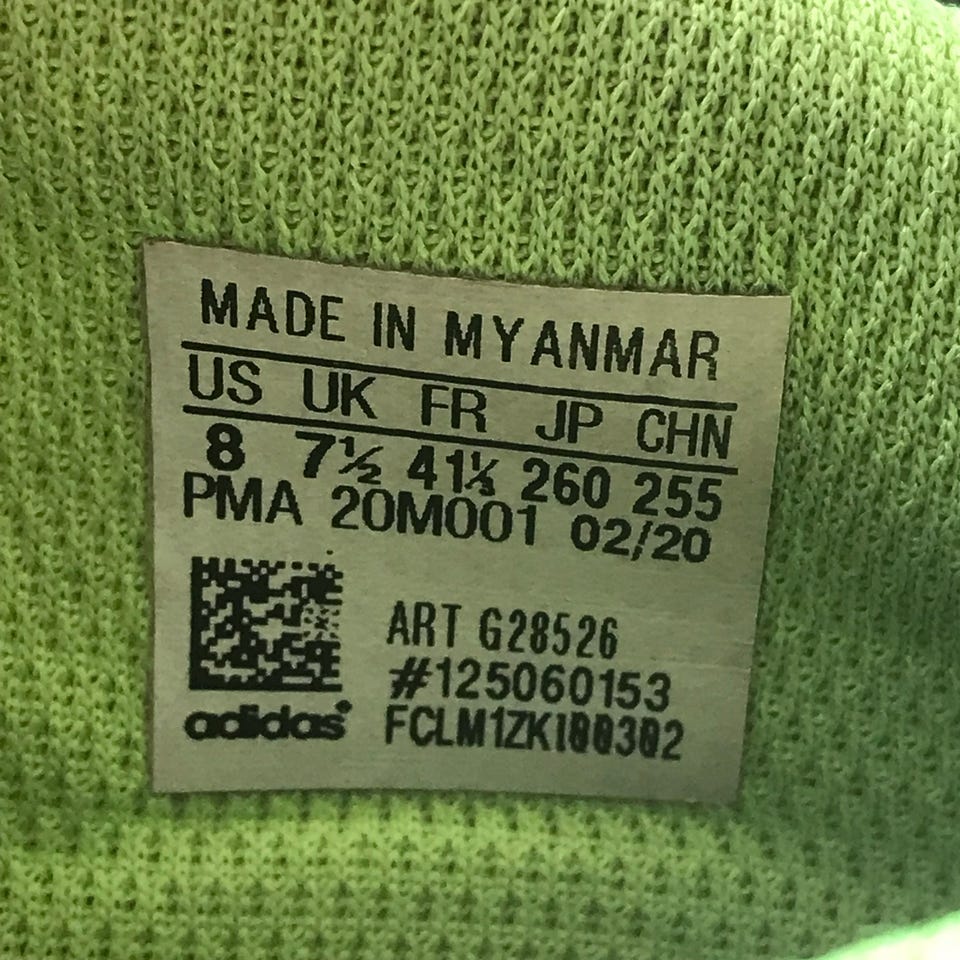 MADE IN MYANMAR
US UK FR JP CHN
8 7½ 41⅓ 260 255
PMA 20M001 02/20
ART G28526
#125060153
adidas